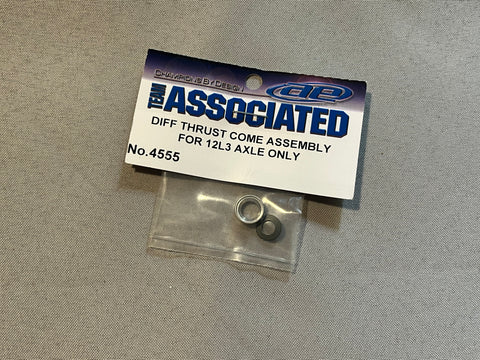 CHAMPIONS BY DESIGN
ae
TEAM
ASSOCIATED
DIFF THRUST COME ASSEMBLY
FOR 12L3 AXLE ONLY
No.4555